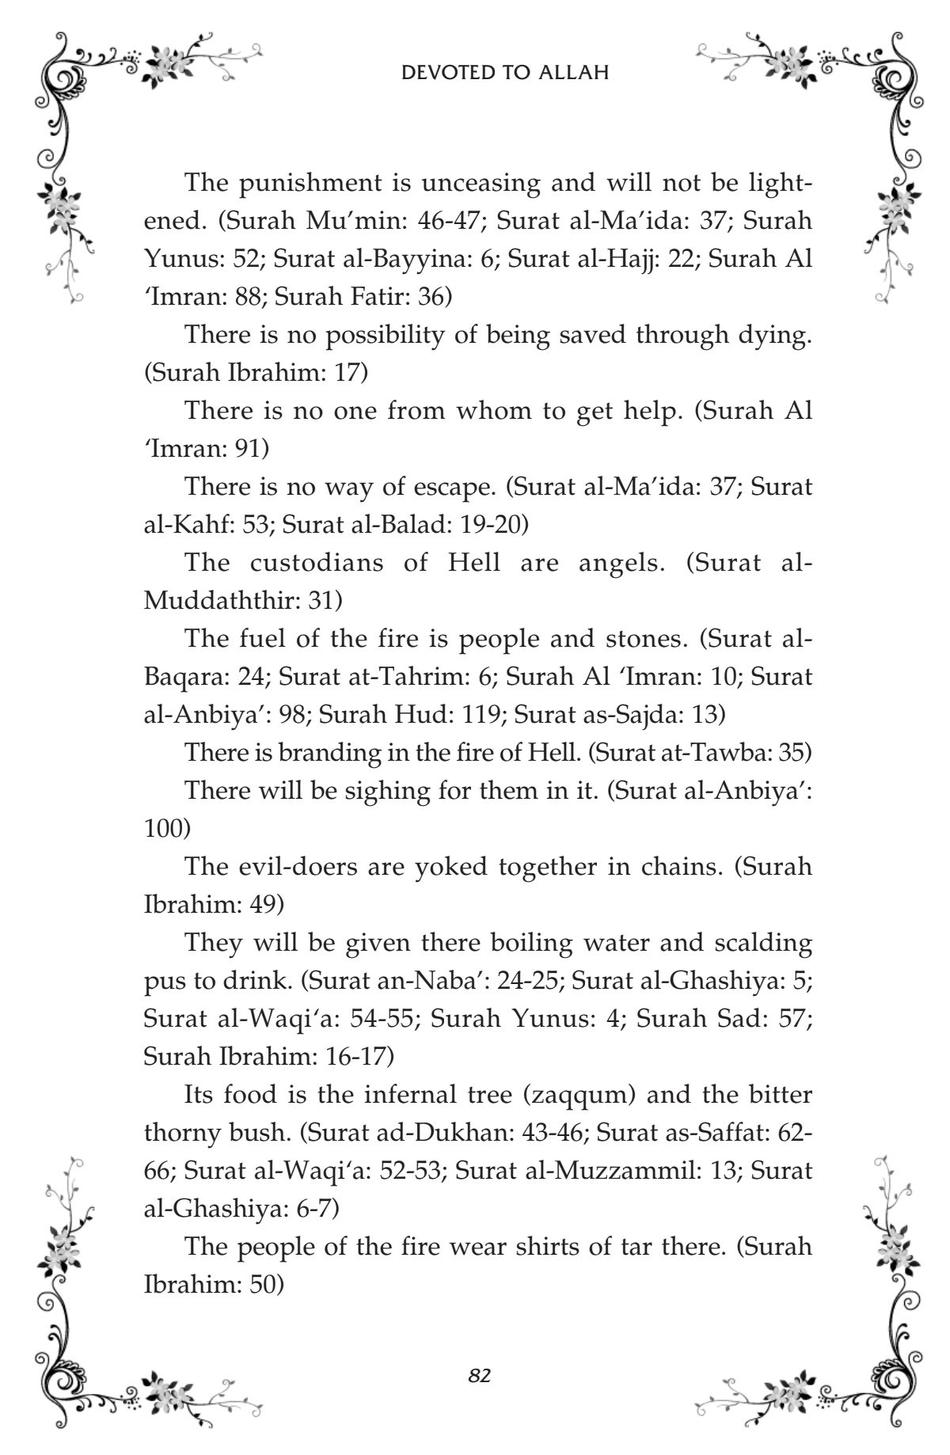 DEVOTED TO ALLAH
The punishment is unceasing and will not be light-
ened. (Surah Mu’min: 46-47; Surat al-Ma’ida: 37; Surah
Yunus: 52; Surat al-Bayyina: 6; Surat al-Hajj: 22; Surah Al
‘Imran: 88; Surah Fatir: 36)
There is no possibility of being saved through dying.
(Surah Ibrahim: 17)
There is no one from whom to get help. (Surah Al
‘Imran: 91)
There is no way of escape. (Surat al-Ma’ida: 37; Surat
al-Kahf: 53; Surat al-Balad: 19-20)
The custodians of Hell are angels. (Surat al-
Muddaththir: 31)
The fuel of the fire is people and stones. (Surat al-
Baqara: 24; Surat at-Tahrim: 6; Surah Al ‘Imran: 10; Surat
al-Anbiya’: 98; Surah Hud: 119; Surat as-Sajda: 13)
There is branding in the fire of Hell. (Surat at-Tawba: 35)
There will be sighing for them in it. (Surat al-Anbiya’:
100)
The evil-doers are yoked together in chains. (Surah
Ibrahim: 49)
They will be given there boiling water and scalding
pus to drink. (Surat an-Naba’: 24-25; Surat al-Ghashiya: 5;
Surat al-Waqi‘a: 54-55; Surah Yunus: 4; Surah Sad: 57;
Surah Ibrahim: 16-17)
Its food is the infernal tree (zaqqum) and the bitter
thorny bush. (Surat ad-Dukhan: 43-46; Surat as-Saffat: 62-
66; Surat al-Waqi‘a: 52-53; Surat al-Muzzammil: 13; Surat
al-Ghashiya: 6-7)
The people of the fire wear shirts of tar there. (Surah
Ibrahim: 50)
82